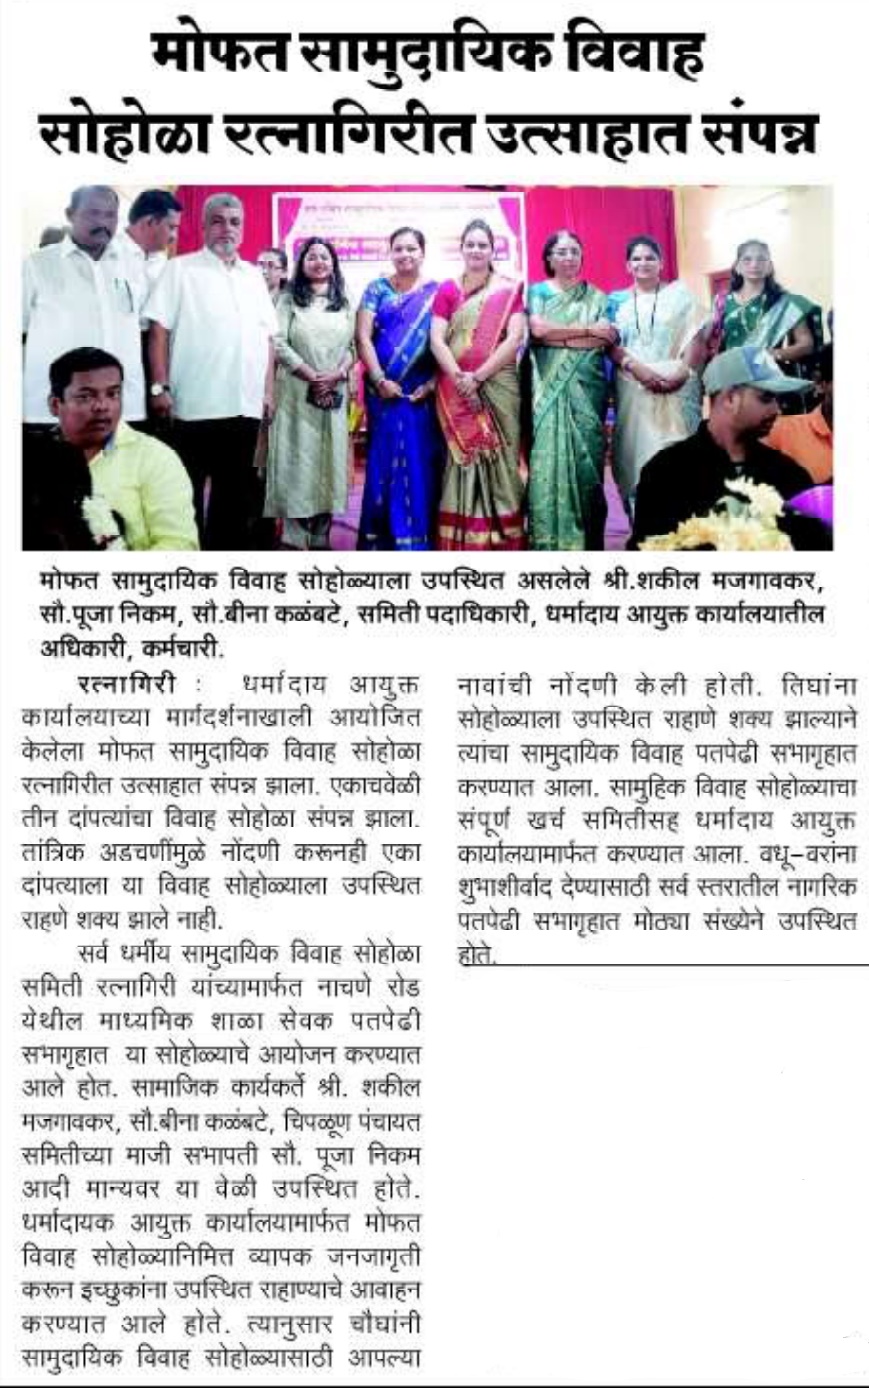 मोफत सामुदायिक विवाह
सोहोळा रत्नागिरीत उत्साहात संपन्न
मोफत सामुदायिक विवाह सोहोळ्याला उपस्थित असलेले श्री.शकील मजगावकर,
सौ.पूजा निकम, सौ.बीना कळंबटे, समिती पदाधिकारी, धर्मादाय आयुक्त कार्यालयातील
अधिकारी, कर्मचारी.
रत्नागिरी : धर्मादाय आयुक्त
कार्यालयाच्या मार्गदर्शनाखाली आयोजित
केलेला मोफत सामुदायिक विवाह सोहोळा
रत्नागिरीत उत्साहात संपन्न झाला. एकाचवेळी
तीन दांपत्यांचा विवाह सोहोळा संपन्न झाला.
तांत्रिक अडचणींमुळे नोंदणी करूनही एका
दांपत्याला या विवाह सोहोळ्याला उपस्थित
राहणे शक्य झाले नाही.
सर्व धर्मीय सामुदायिक विवाह सोहोळा
समिती रत्नागिरी यांच्यामार्फत नाचणे रोड
येथील माध्यमिक शाळा सेवक पतपेढी
सभागृहात या सोहोळ्याचे आयोजन करण्यात
आले होत. सामाजिक कार्यकर्ते श्री. शकील
मजगावकर, सौ.बीना कळंबटे, चिपळूण पंचायत
समितीच्या माजी सभापती सौ. पूजा निकम
आदी मान्यवर या वेळी उपस्थित होते.
धर्मादायक आयुक्त कार्यालयामार्फत मोफत
विवाह सोहोळ्यानिमित्त व्यापक जनजागृती
करून इच्छुकांना उपस्थित राहाण्याचे आवाहन
करण्यात आले होते. त्यानुसार चौघांनी
सामुदायिक विवाह सोहोळ्यासाठी आपल्या
नावांची नोंदणी केली होती. तिघांना
सोहोळ्याला उपस्थित राहाणे शक्य झाल्याने
त्यांचा सामुदायिक विवाह पतपेढी सभागृहात
करण्यात आला. सामुहिक विवाह सोहोळ्याचा
संपूर्ण खर्च समितीसह धर्मादाय आयुक्त
कार्यालयामार्फत करण्यात आला. वधू-वरांना
शुभाशीर्वाद देण्यासाठी सर्व स्तरातील नागरिक
पतपेढी सभागृहात मोठ्या संख्येने उपस्थित
होते.